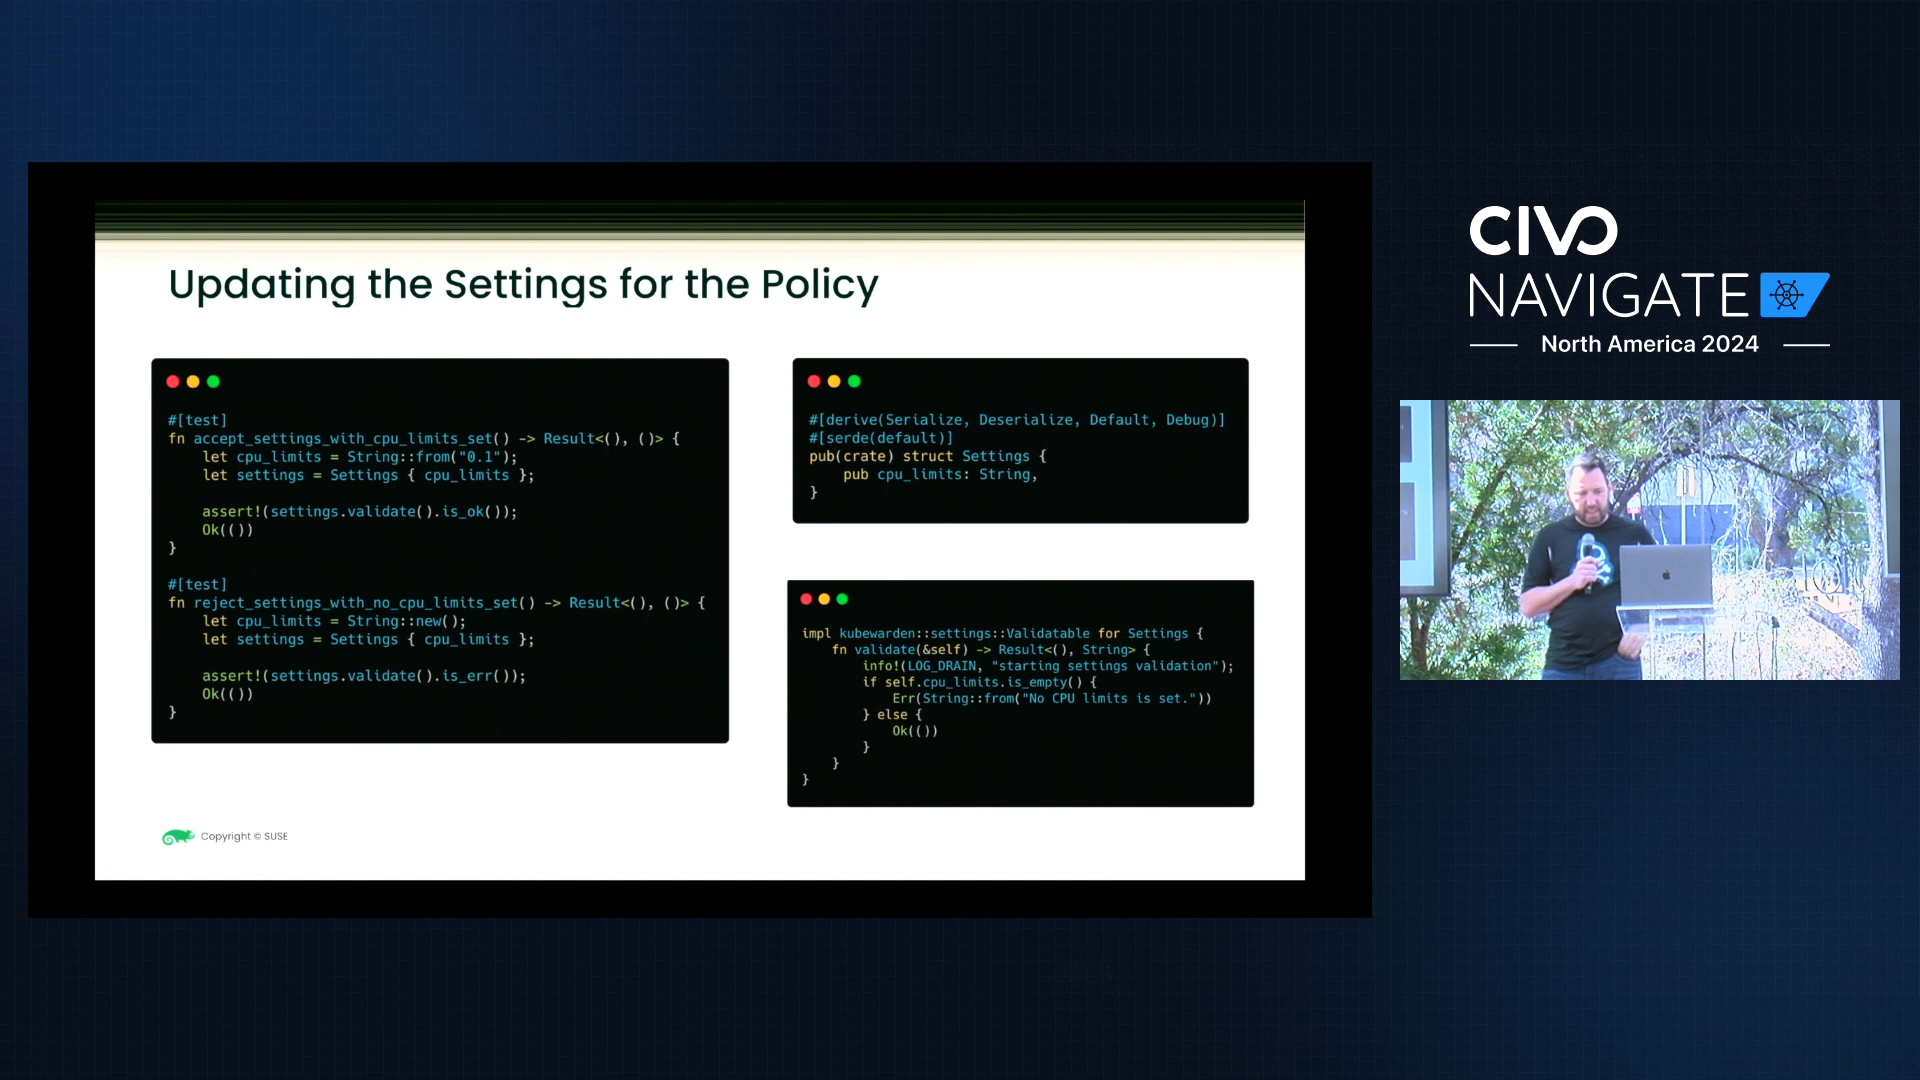 Updating the Settings for the Policy
#[test]
fn accept_settings_with_cpu_limits_set() -> Result<(), ()> {
    let cpu_limits = String::from("0.1");
    let settings = Settings { cpu_limits };
    assert!(settings.validate().is_ok());
    Ok(())
}
#[test]
fn reject_settings_with_no_cpu_limits_set() -> Result<(), ()> {
    let cpu_limits = String::new();
    let settings = Settings { cpu_limits };
    assert!(settings.validate().is_err());
    Ok(())
}
#[derive(Serialize, Deserialize, Default, Debug)]
#[serde(default)]
pub(crate) struct Settings {
    pub cpu_limits: String,
}
impl kubewarden::settings::Validatable for Settings {
    fn validate(&self) -> Result<(), String> {
        info!(LOG_DRAIN, "starting settings validation");
        if self.cpu_limits.is_empty() {
            Err(String::from("No CPU limits is set."))
        } else {
            Ok(())
        }
    }
}
Copyright © SUSE
CIVO
NAVIGATE
North America 2024